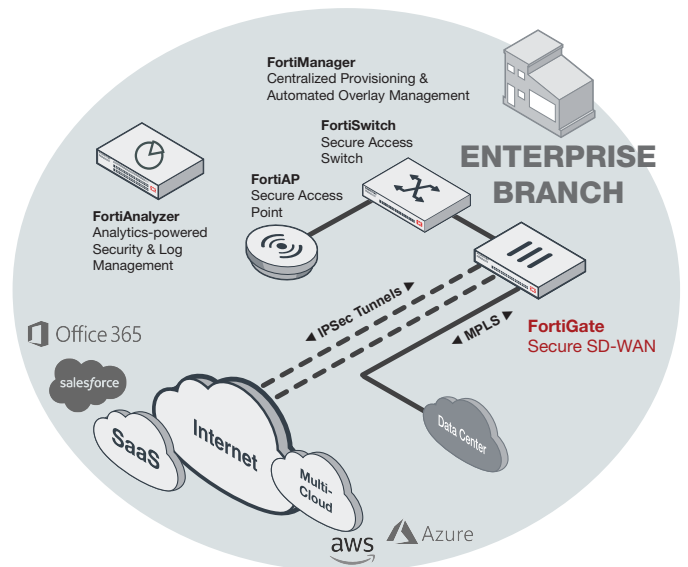 FortiManager
Centralized Provisioning &
Automated Overlay Management
FortiSwitch
Secure Access
Switch
ENTERPRISE
BRANCH
FortiAP
Secure Access
Point
FortiAnalyzer
Analytics-powered
Security & Log
Management
◀ IPSec Tunnels ▶
◀ MPLS ▶
FortiGate
Secure SD-WAN
Office 365
salesforce
SaaS
Internet
Multi-
Cloud
Data Center
aws
Azure